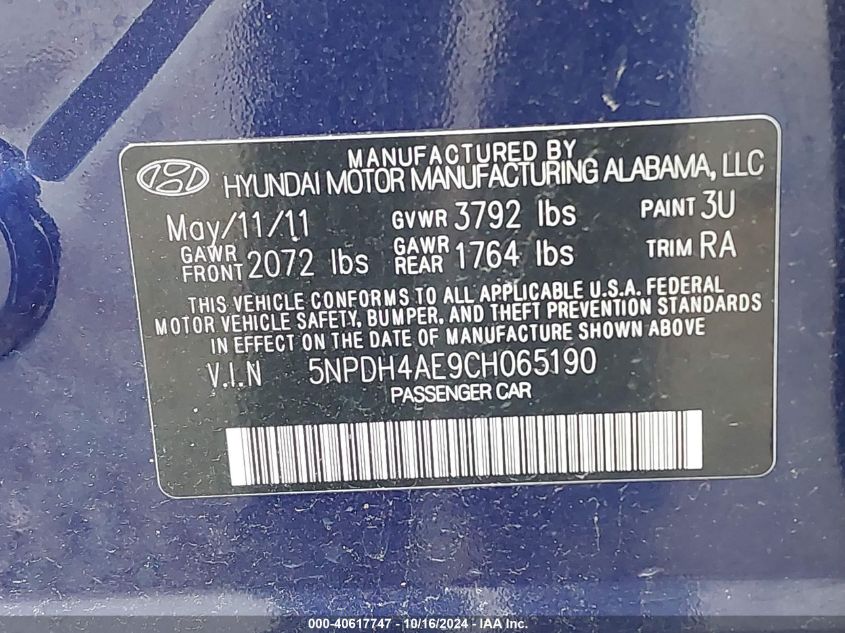 MANUFACTURED BY
HYUNDAI MOTOR MANUFACTURING ALABAMA, LLC
May/11/11 GVWR 3792 lbs PAINT 3U
GAWR FRONT 2072 lbs GAWR REAR 1764 lbs TRIM RA
THIS VEHICLE CONFORMS TO ALL APPLICABLE U.S.A. FEDERAL
MOTOR VEHICLE SAFETY, BUMPER, AND THEFT PREVENTION STANDARDS
IN EFFECT ON THE DATE OF MANUFACTURE SHOWN ABOVE
V.I.N 5NPDH4AE9CH065190
PASSENGER CAR
000-40617747 - 10/16/2024 - IAA Inc.